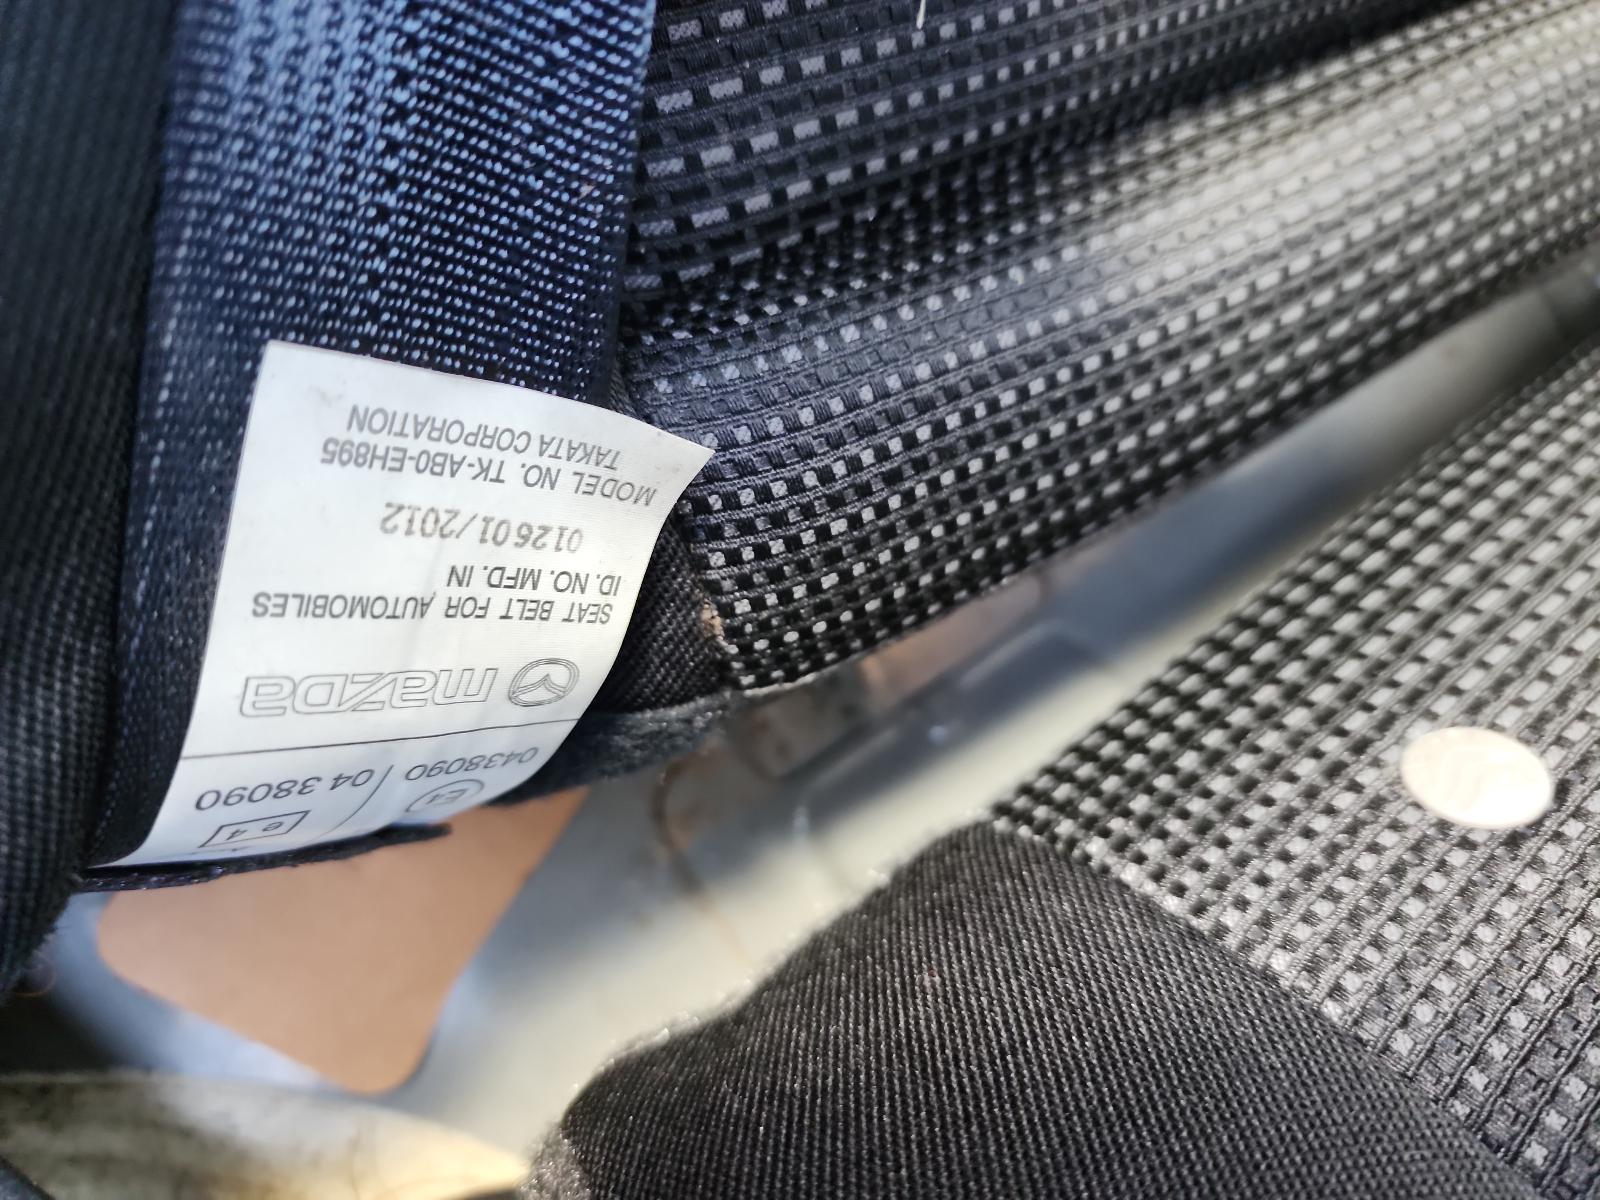 e4
E4
04 38090 / 0438090
mazda
SEAT BELT FOR AUTOMOBILES
ID. NO. MFD. IN
012601/2012
MODEL NO. TK-AB0-EH895
TAKATA CORPORATION